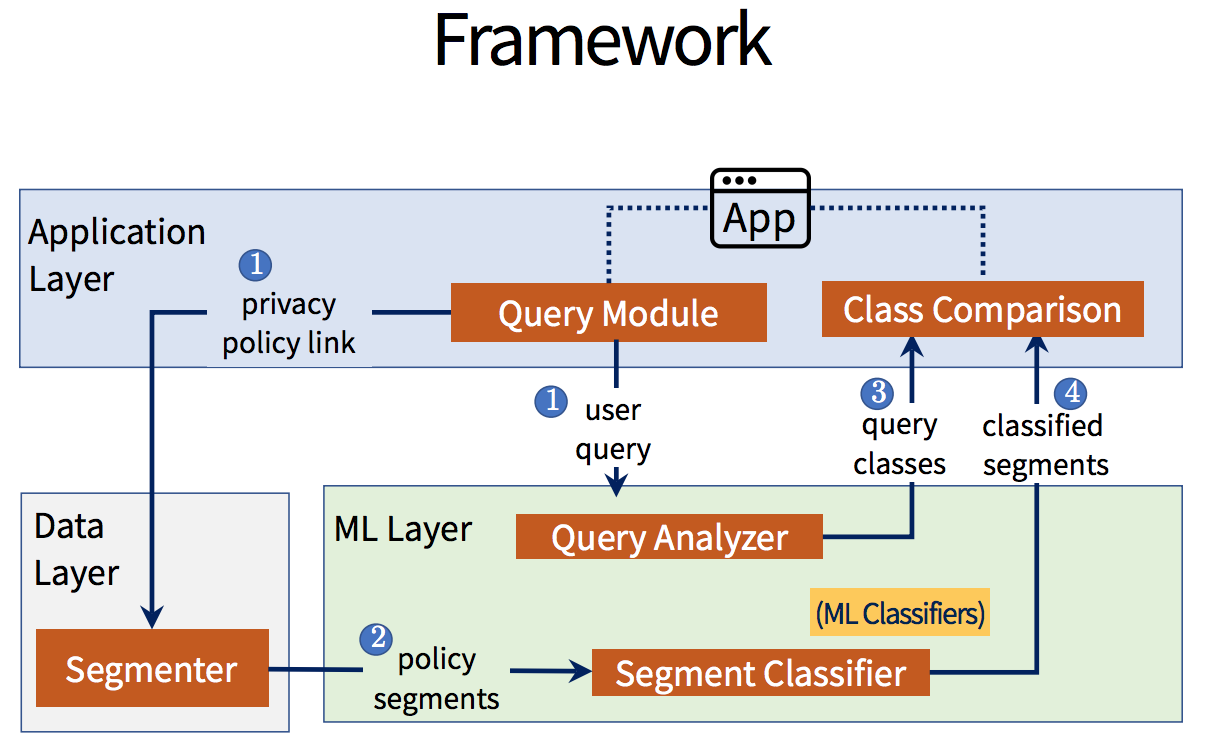 Framework
App
Application
Layer
1
privacy
policy link
Query Module
Class Comparison
1
user
query
3
query
classes
4
classified
segments
Data
Layer
ML Layer
Query Analyzer
(ML Classifiers)
Segmenter
2
policy
segments
Segment Classifier